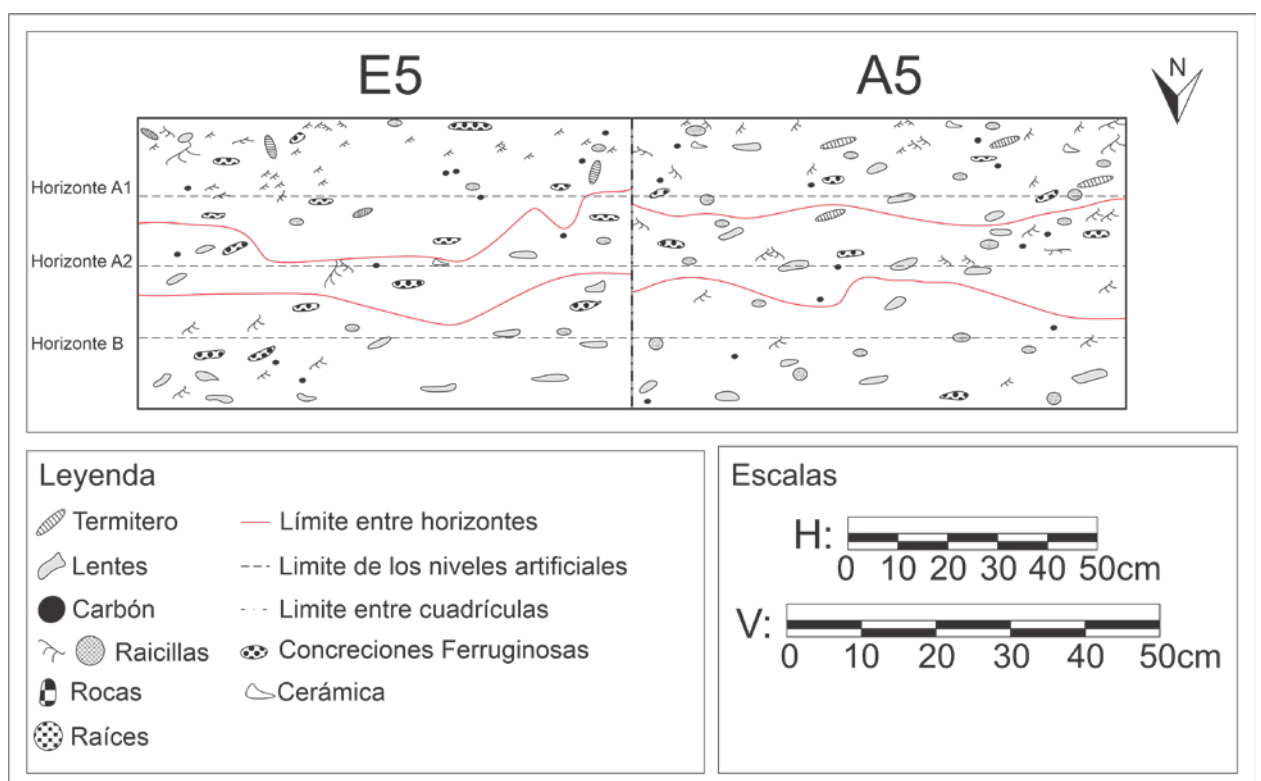 E5
A5
N
Horizonte A1
Horizonte A2
Horizonte B
Leyenda
Termitero
Límite entre horizontes
Lentes
Limite de los niveles artificiales
Carbón
Limite entre cuadrículas
Raicillas
Concreciones Ferruginosas
Rocas
Cerámica
Raíces
Escalas
H:
0 10 20 30 40 50cm
V:
0 10 20 30 40 50cm